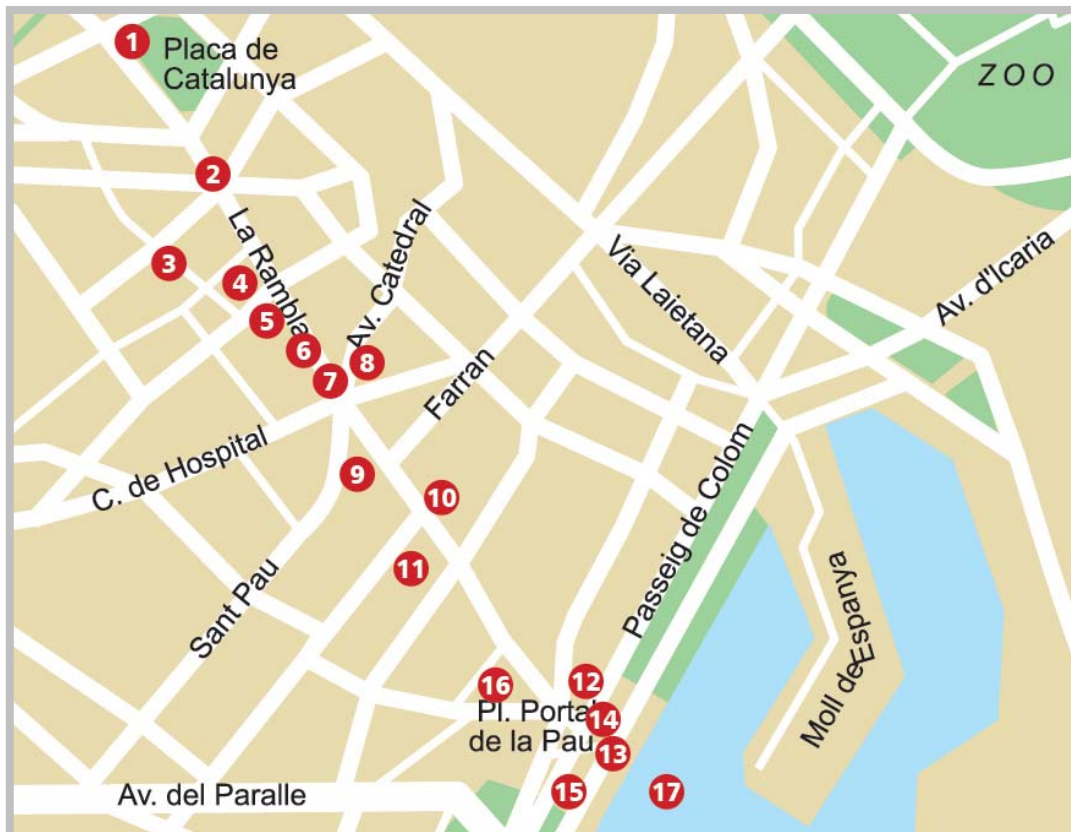 1
Placa de
Catalunya
ZOO
2
La Rambla
3
Av. Catedral
4
Via Laietana
Av. d'Icaria
5
6
7
8
Farran
C. de Hospital
9
10
Passeig de Colom
11
Sant Pau
Moll de Espanya
16
12
Pl. Portal
de la Pau
14
13
Av. del Paralle
15
17